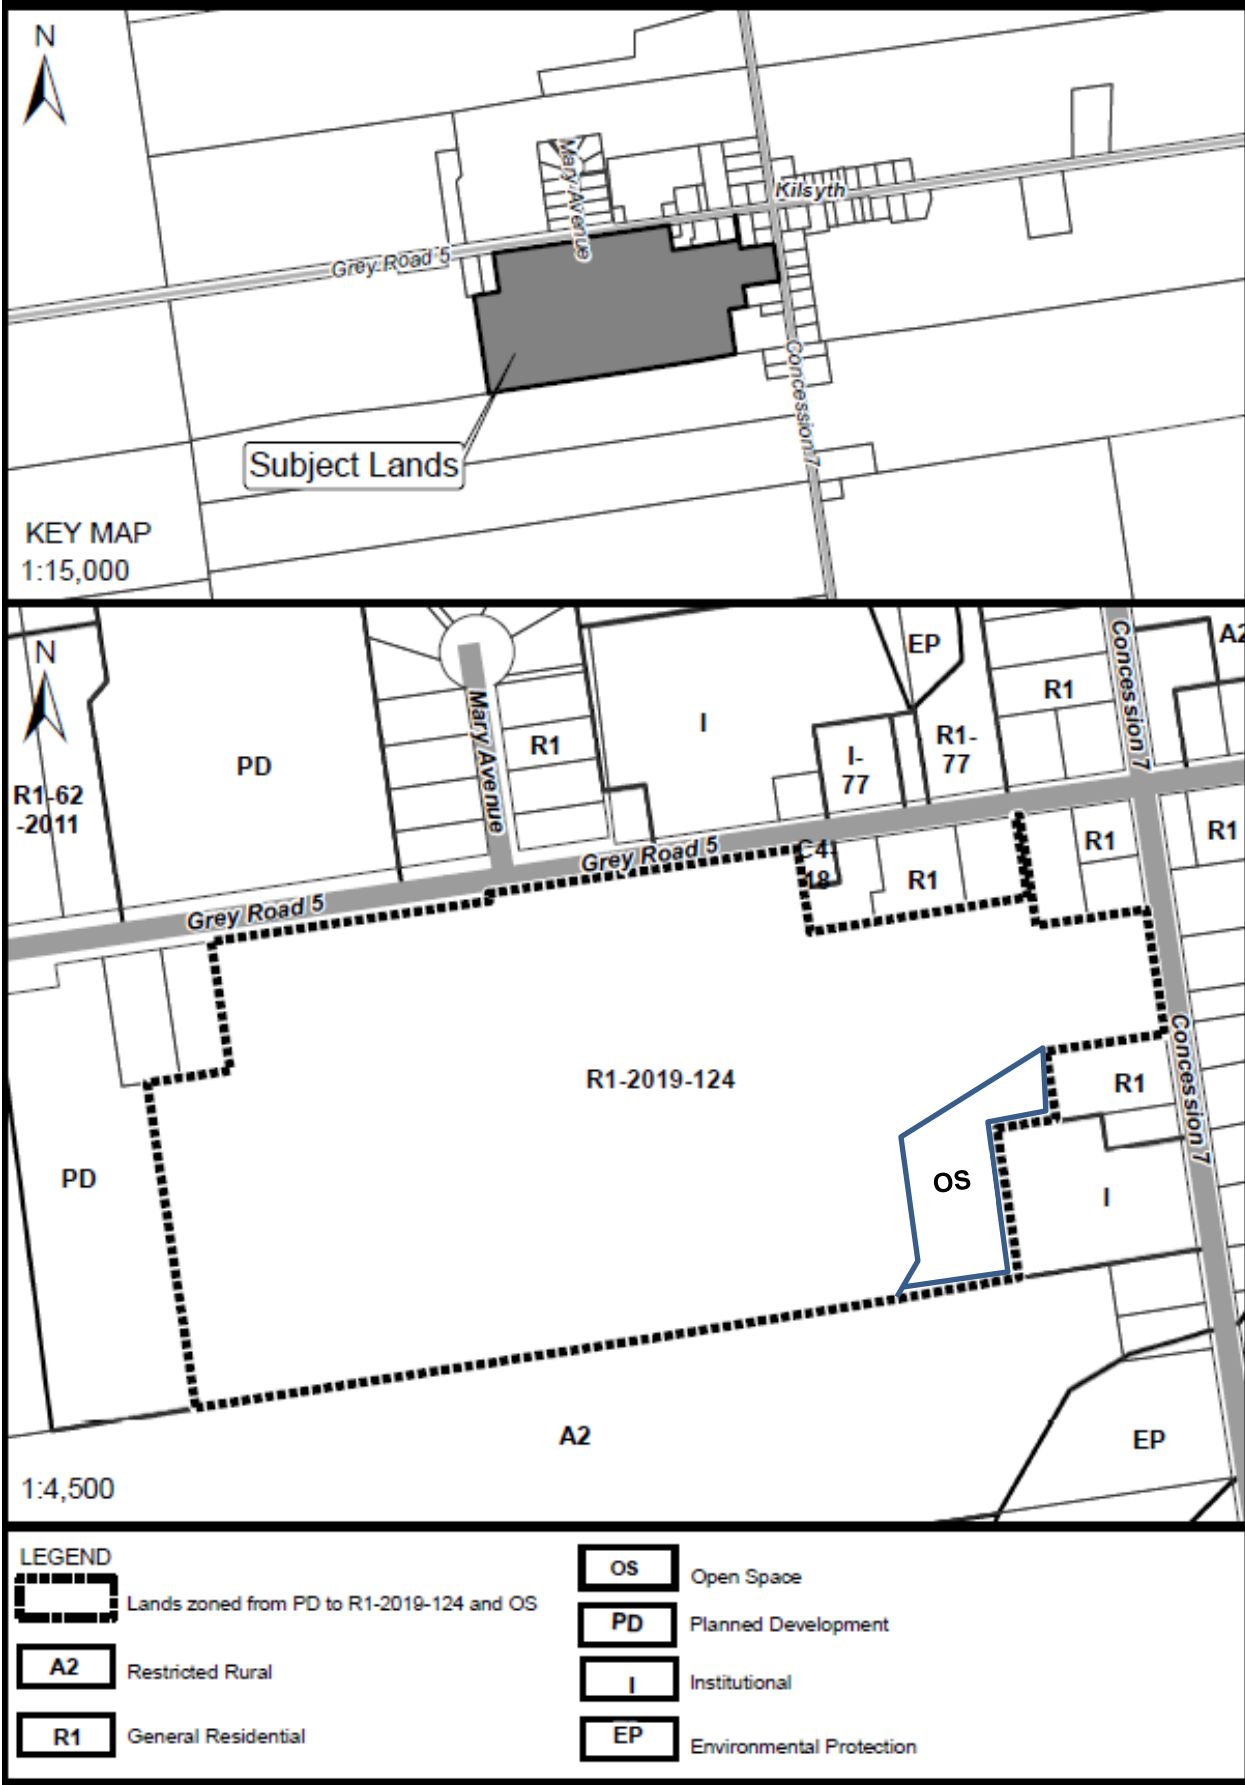 N
Mary Avenue
Kilsyth
Grey Road 5
Concession 7
Subject Lands
KEY MAP
1:15,000
N
EP
A2
Concession 7
R1
I
R1
Mary Avenue
PD
I-
77
R1-
77
R1-62
-2011
R1
R1
Grey Road 5
C4
18
R1
Grey Road 5
R1-2019-124
R1
Concession 7
PD
OS
I
A2
EP
1:4,500
LEGEND
Lands zoned from PD to R1-2019-124 and OS
A2 Restricted Rural
R1 General Residential
OS Open Space
PD Planned Development
I Institutional
EP Environmental Protection